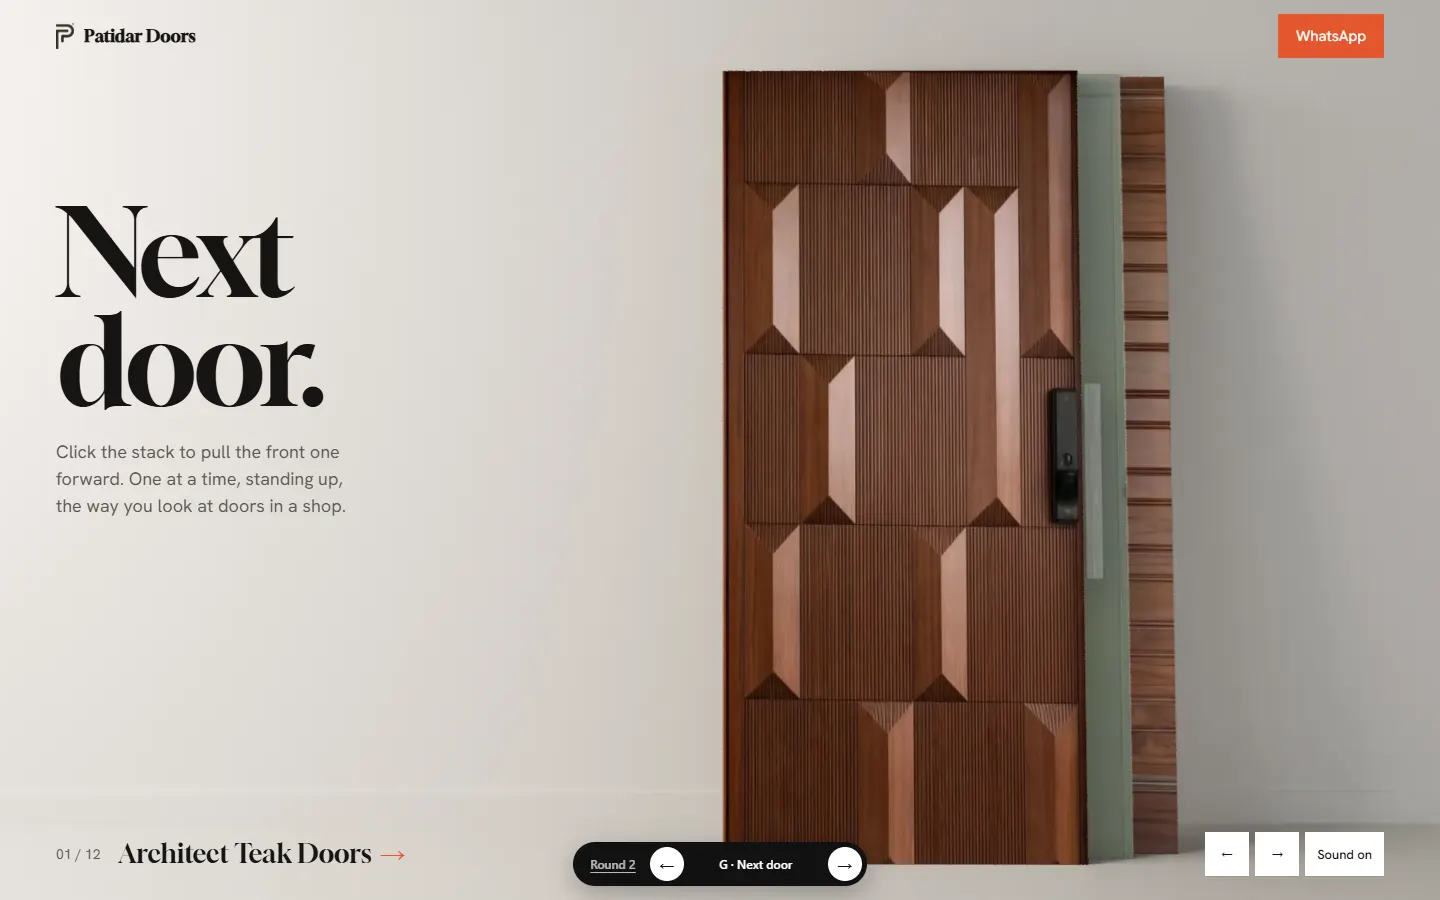 Patidar Doors
WhatsApp
Next
door.
Click the stack to pull the front one
forward. One at a time, standing up,
the way you look at doors in a shop.
01 / 12 Architect Teak Doors →
Round 2 ← G · Next door →
← → Sound on